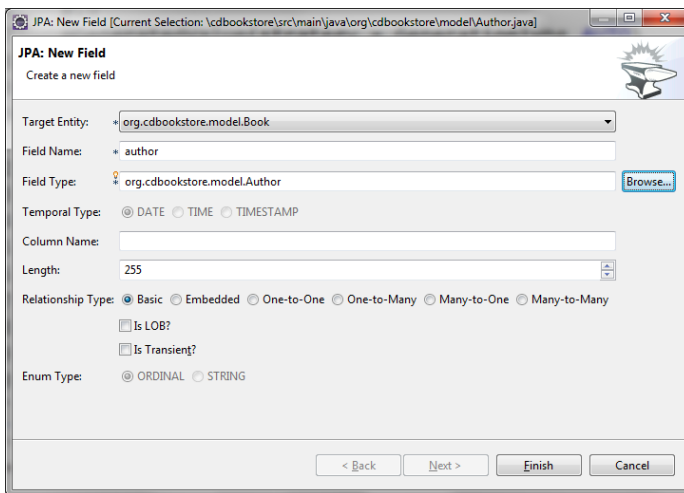 JPA: New Field [Current Selection: \cdbookstore\src\main\java\org\cdbookstore\model\Author.java]
JPA: New Field
Create a new field
Target Entity: * org.cdbookstore.model.Book
Field Name: * author
Field Type: * org.cdbookstore.model.Author Browse...
Temporal Type: DATE TIME TIMESTAMP
Column Name:
Length: 255
Relationship Type: Basic Embedded One-to-One One-to-Many Many-to-One Many-to-Many
Is LOB?
Is Transient?
Enum Type: ORDINAL STRING
< Back Next > Finish Cancel